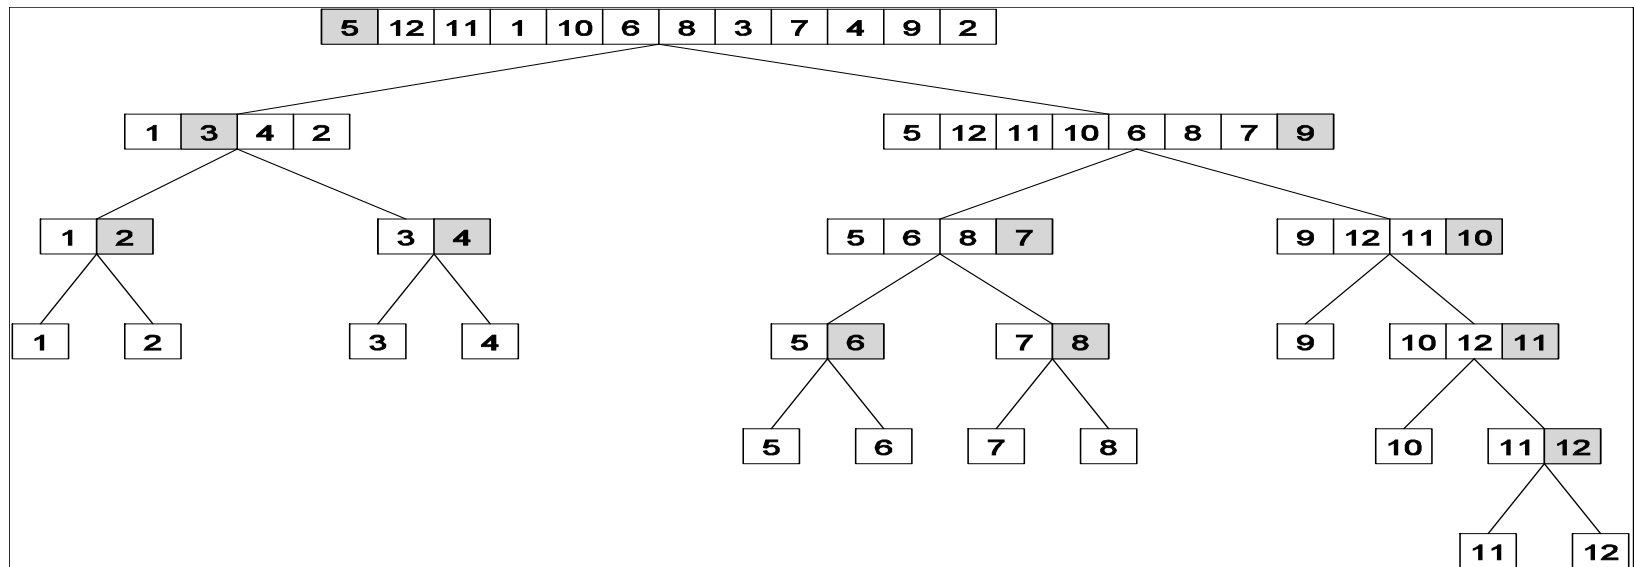 5 12 11 1 10 6 8 3 7 4 9 2
1 3 4 2 5 12 11 10 6 8 7 9
1 2 3 4 5 6 8 7 9 12 11 10
1 2 3 4 5 6 7 8 9 10 12 11
5 6 7 8 10 11 12
11 12